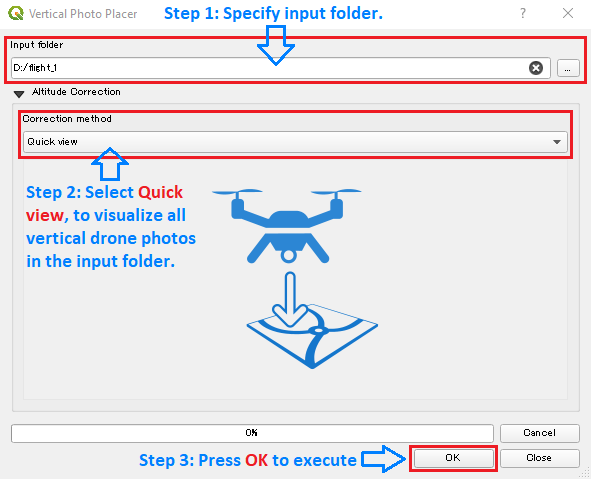 Vertical Photo Placer
Step 1: Specify input folder.
Input folder
D:/flight_1
...
Altitude Correction
Correction method
Quick view
Step 2: Select Quick
view, to visualize all
vertical drone photos
in the input folder.
0%
Cancel
Step 3: Press OK to execute
OK
Close